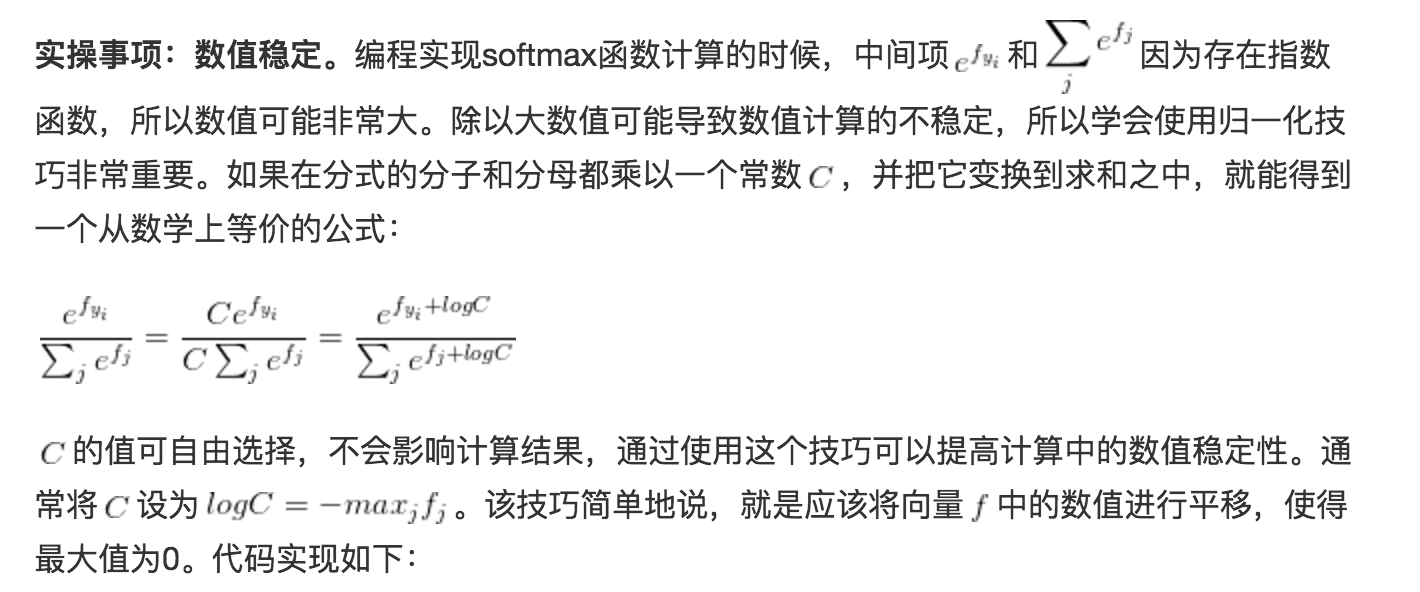 实操事项：数值稳定。编程实现softmax函数计算的时候，中间项 $e^{f_{y_i}}$ 和 $\sum_j e^{f_j}$ 因为存在指数
函数，所以数值可能非常大。除以大数值可能导致数值计算的不稳定，所以学会使用归一化技
巧非常重要。如果在分式的分子和分母都乘以一个常数 $C$ ，并把它变换到求和之中，就能得到
一个从数学上等价的公式：
$\frac{e^{f_{y_i}}}{\sum_j e^{f_j}} = \frac{Ce^{f_{y_i}}}{C\sum_j e^{f_j}} = \frac{e^{f_{y_i}+logC}}{\sum_j e^{f_j+logC}}$
$C$ 的值可自由选择，不会影响计算结果，通过使用这个技巧可以提高计算中的数值稳定性。通
常将 $C$ 设为 $logC = -max_j f_j$ 。该技巧简单地说，就是应该将向量 $f$ 中的数值进行平移，使得
最大值为0。代码实现如下：